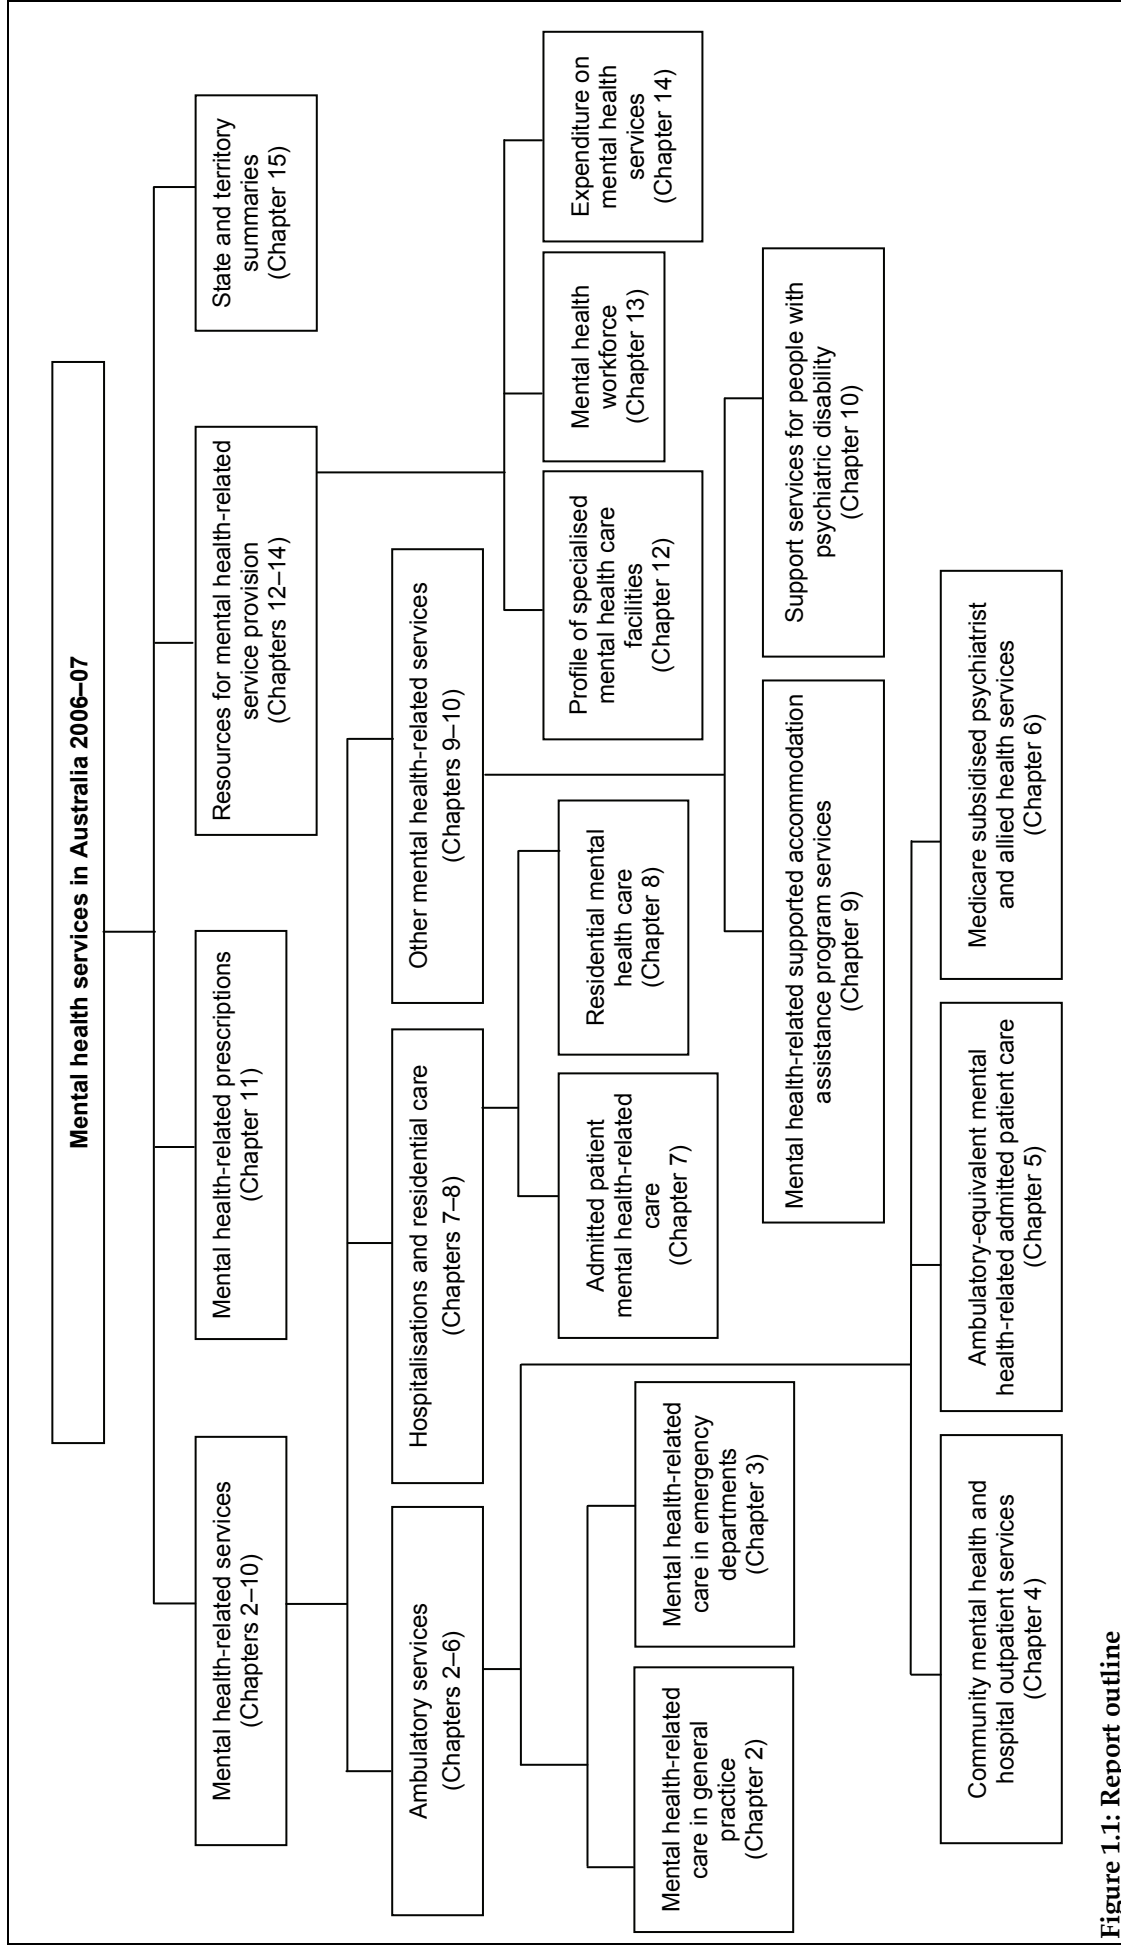 Mental health services in Australia 2006–07
Mental health-related services
(Chapters 2–10)
Mental health-related prescriptions
(Chapter 11)
Resources for mental health-related
service provision
(Chapters 12–14)
State and territory
summaries
(Chapter 15)
Ambulatory services
(Chapters 2–6)
Hospitalisations and residential care
(Chapters 7–8)
Other mental health-related services
(Chapters 9–10)
Profile of specialised
mental health care
facilities
(Chapter 12)
Mental health
workforce
(Chapter 13)
Expenditure on
mental health
services
(Chapter 14)
Admitted patient
mental health-related
care
(Chapter 7)
Residential mental
health care
(Chapter 8)
Mental health-related
care in general
practice
(Chapter 2)
Mental health-related
care in emergency
departments
(Chapter 3)
Mental health-related supported accommodation
assistance program services
(Chapter 9)
Support services for people with
psychiatric disability
(Chapter 10)
Community mental health and
hospital outpatient services
(Chapter 4)
Ambulatory-equivalent mental
health-related admitted patient care
(Chapter 5)
Medicare subsidised psychiatrist
and allied health services
(Chapter 6)
Figure 1.1: Report outline